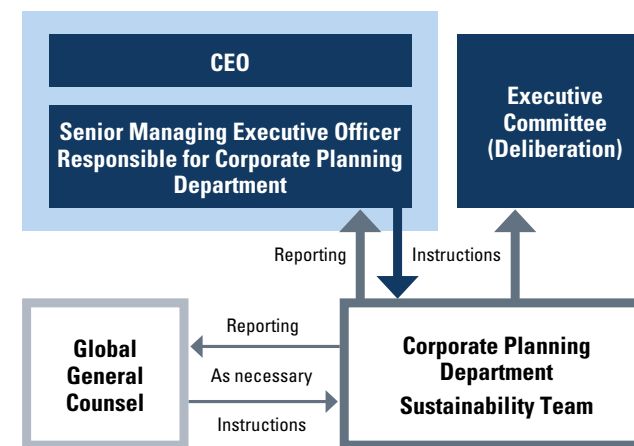 CEO
Senior Managing Executive Officer
Responsible for Corporate Planning
Department
Executive
Committee
(Deliberation)
Reporting
Instructions
Global
General
Counsel
Reporting
As necessary
Instructions
Corporate Planning
Department
Sustainability Team